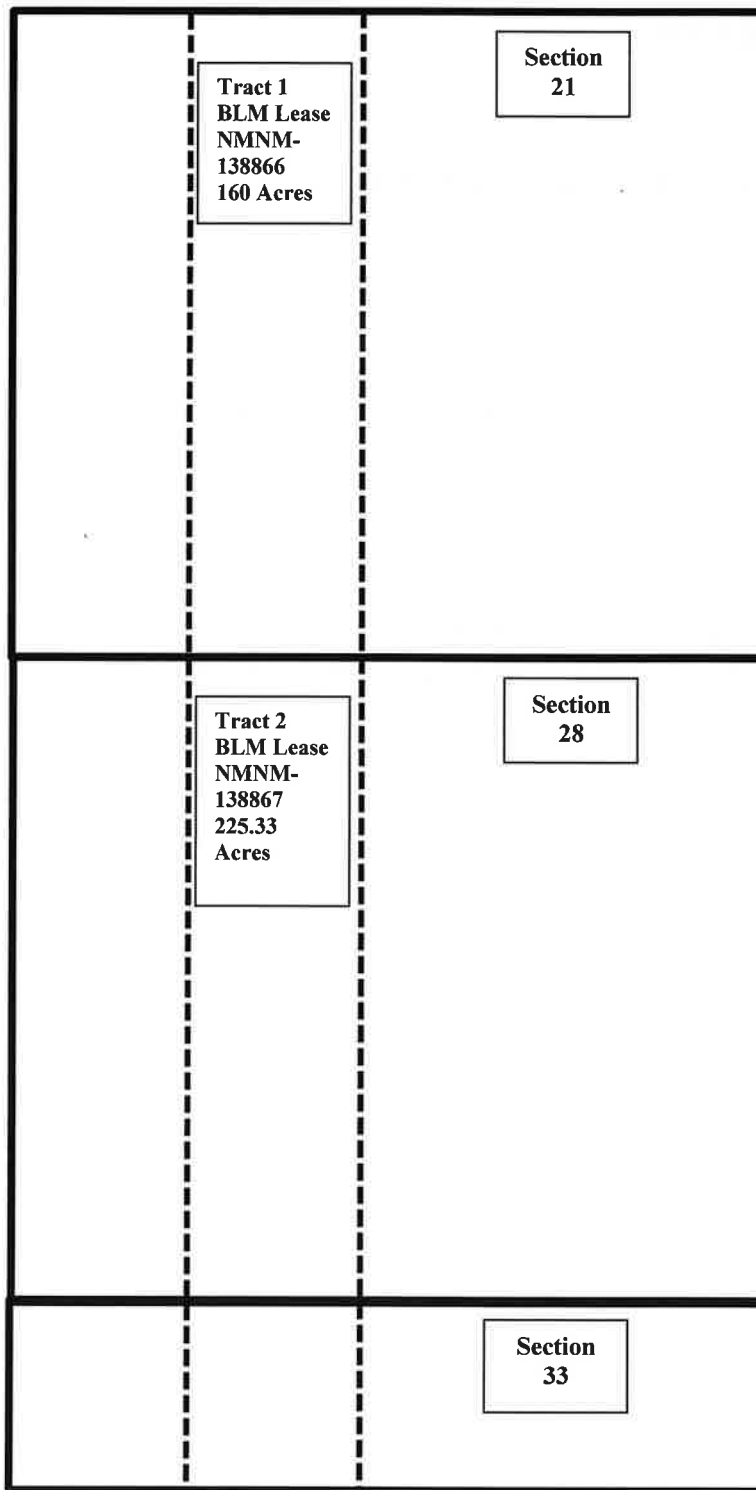 Tract 1
BLM Lease
NMNM-
138866
160 Acres
Section
21
Tract 2
BLM Lease
NMNM-
138867
225.33
Acres
Section
28
Section
33